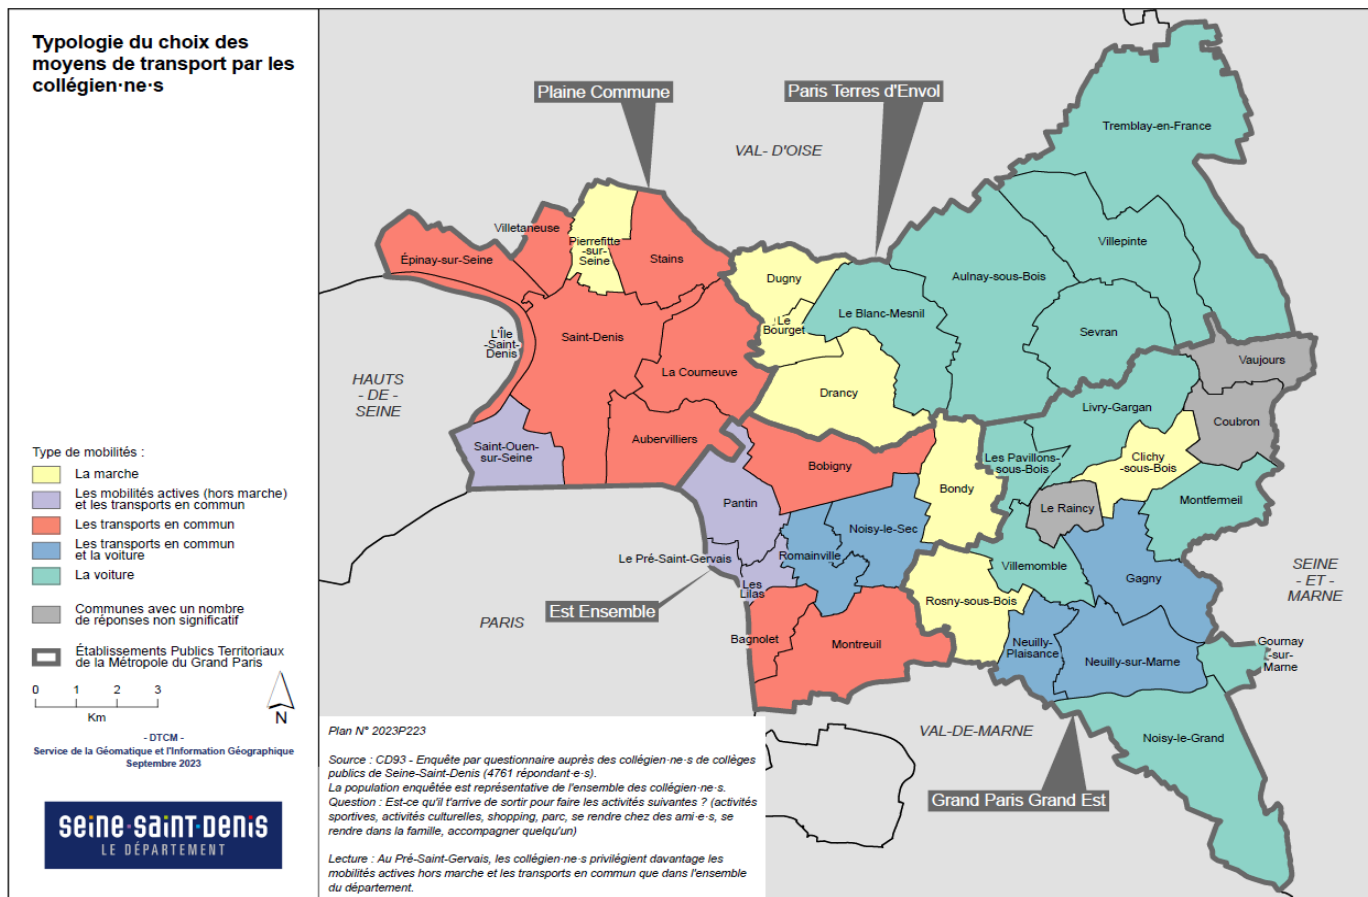 Typologie du choix des
moyens de transport par les
collégien·ne·s
Plaine Commune
Paris Terres d'Envol
VAL- D'OISE
Tremblay-en-France
Villetaneuse
Pierrefitte
-sur-
Seine
Épinay-sur-Seine
Stains
Villepinte
Dugny
Aulnay-sous-Bois
Le Blanc-Mesnil
Le
Bourget
Sevran
L'Île
-Saint-
Denis
Saint-Denis
Vaujours
La Courneuve
HAUTS
- DE -
SEINE
Drancy
Livry-Gargan
Coubron
Saint-Ouen-
sur-Seine
Aubervilliers
Bobigny
Les Pavillons-
sous-Bois
Clichy
-sous-Bois
Bondy
Montfermeil
Pantin
Le Raincy
Noisy-le-Sec
Romainville
Le Pré-Saint-Gervais
Villemomble
SEINE
- ET -
MARNE
Gagny
Les
Lilas
Rosny-sous-Bois
Est Ensemble
PARIS
Bagnolet
Montreuil
Neuilly-
Plaisance
Neuilly-sur-Marne
Gournay
-sur-
Marne
VAL-DE-MARNE
Noisy-le-Grand
Grand Paris Grand Est
Type de mobilités :
La marche
Les mobilités actives (hors marche)
et les transports en commun
Les transports en commun
Les transports en commun
et la voiture
La voiture
Communes avec un nombre
de réponses non significatif
Établissements Publics Territoriaux
de la Métropole du Grand Paris
0 1 2 3
Km
N
- DTCM -
Service de la Géomatique et l'Information Géographique
Septembre 2023
seine·saint·denis
LE DÉPARTEMENT
Plan N° 2023P223
Source : CD93 - Enquête par questionnaire auprès des collégien·ne·s de collèges
publics de Seine-Saint-Denis (4761 répondant·e·s).
La population enquêtée est représentative de l'ensemble des collégien·ne·s.
Question : Est-ce qu'il t'arrive de sortir pour faire les activités suivantes ? (activités
sportives, activités culturelles, shopping, parc, se rendre chez des ami·e·s, se
rendre dans la famille, accompagner quelqu'un)
Lecture : Au Pré-Saint-Gervais, les collégien·ne·s privilégient davantage les
mobilités actives hors marche et les transports en commun que dans l'ensemble
du département.